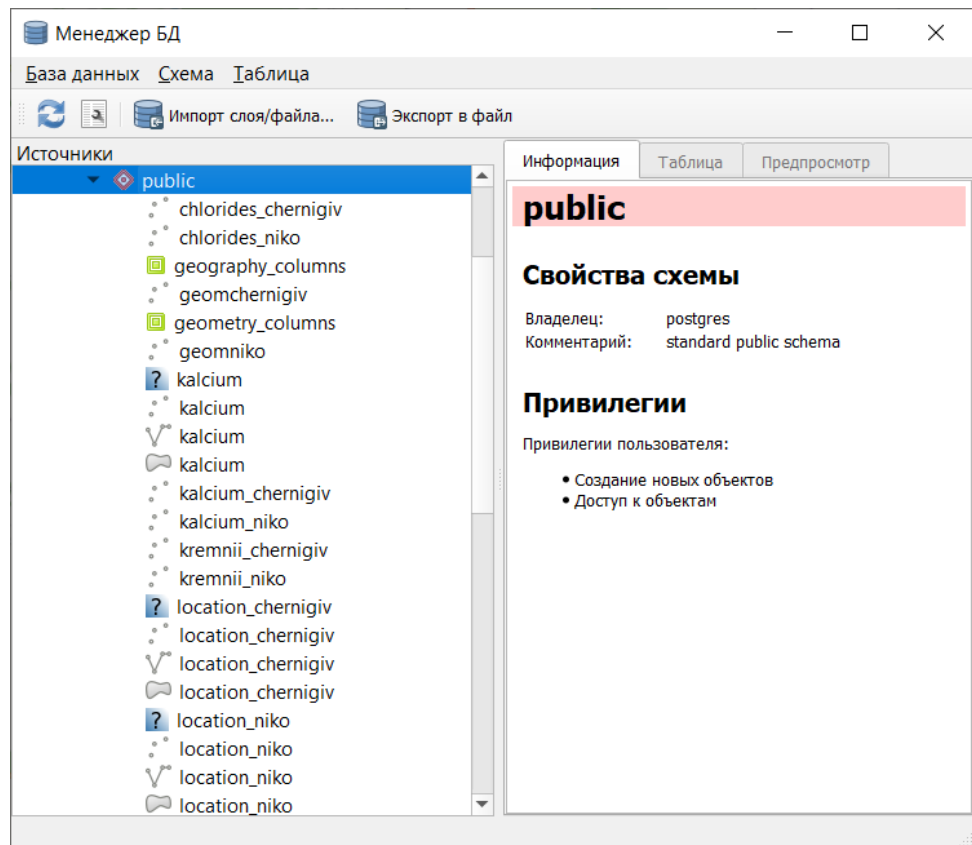 Менеджер БД
База данных Схема Таблица
Импорт слоя/файла... Экспорт в файл
Источники
public
chlorides_chernigiv
chlorides_niko
geography_columns
geomchernigiv
geometry_columns
geomniko
? kalcium
kalcium
kalcium
kalcium
kalcium_chernigiv
kalcium_niko
kremnii_chernigiv
kremnii_niko
? location_chernigiv
location_chernigiv
location_chernigiv
location_chernigiv
? location_niko
location_niko
location_niko
location_niko
Информация Таблица Предпросмотр
public
Свойства схемы
Владелец: postgres
Комментарий: standard public schema
Привилегии
Привилегии пользователя:
• Создание новых объектов
• Доступ к объектам